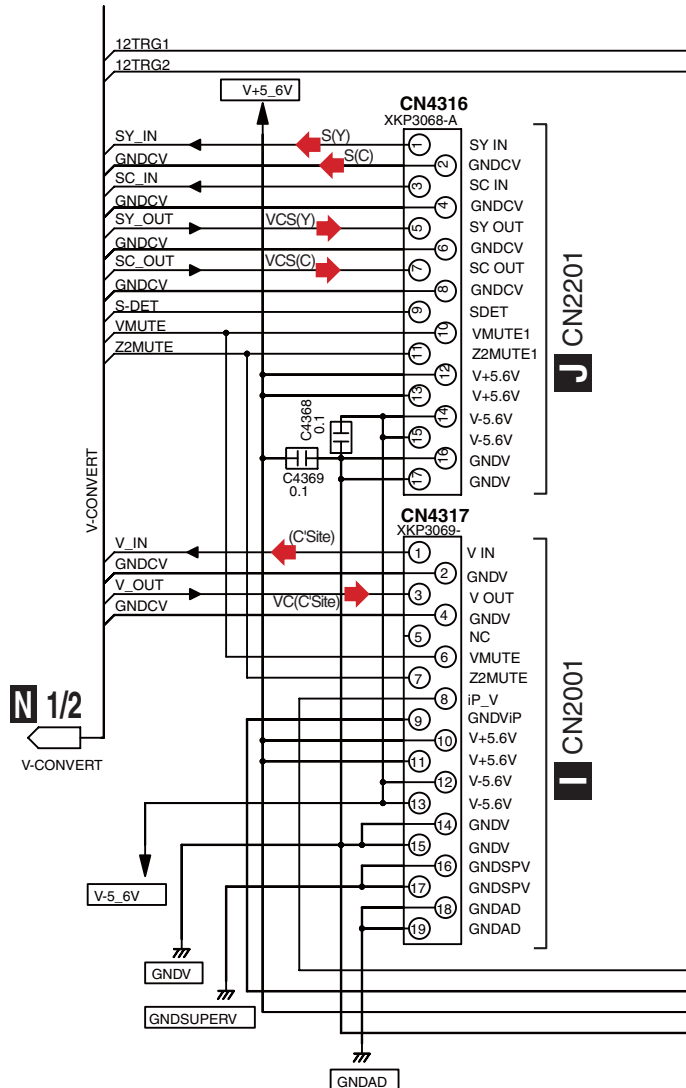 12TRG1
12TRG2
V+5_6V
CN4316
XKP3068-A
SY_IN
S(Y)
1
SY IN
GNDCV
S(C)
2
GNDCV
SC_IN
3
SC IN
GNDCV
4
GNDCV
SY_OUT
VCS(Y)
5
SY OUT
GNDCV
6
GNDCV
SC_OUT
VCS(C)
7
SC OUT
GNDCV
8
GNDCV
S-DET
9
SDET
VMUTE
10
VMUTE1
Z2MUTE
11
Z2MUTE1
12
V+5.6V
13
V+5.6V
14
V-5.6V
15
V-5.6V
16
GNDV
17
GNDV
C4368
0.1
C4369
0.1
J CN2201
V-CONVERT
CN4317
XKP3069-
V_IN
(C'Site)
1
V IN
GNDCV
2
GNDV
V_OUT
VC(C'Site)
3
V OUT
GNDCV
4
GNDV
5
NC
6
VMUTE
7
Z2MUTE
8
iP_V
9
GNDViP
10
V+5.6V
11
V+5.6V
12
V-5.6V
13
V-5.6V
14
GNDV
15
GNDV
16
GNDSPV
17
GNDSPV
18
GNDAD
19
GNDAD
I CN2001
N 1/2
V-CONVERT
V-5_6V
GNDV
GNDSUPERV
GNDAD